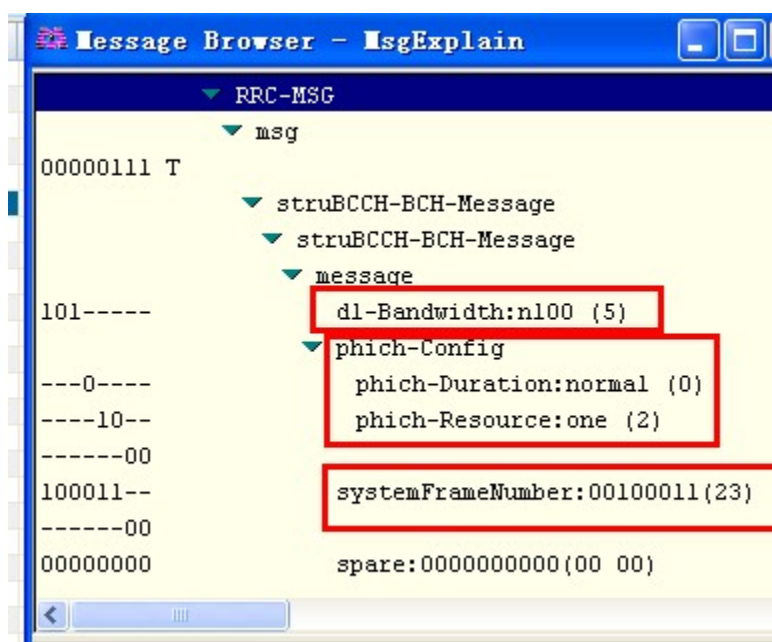 Message Browser - MsgExplain
RRC-MSG
msg
00000111 T
struBCCH-BCH-Message
struBCCH-BCH-Message
message
101----- dl-Bandwidth:n100 (5)
phich-Config
---0---- phich-Duration:normal (0)
----10-- phich-Resource:one (2)
------00
100011-- systemFrameNumber:00100011(23)
------00
00000000 spare:0000000000(00 00)